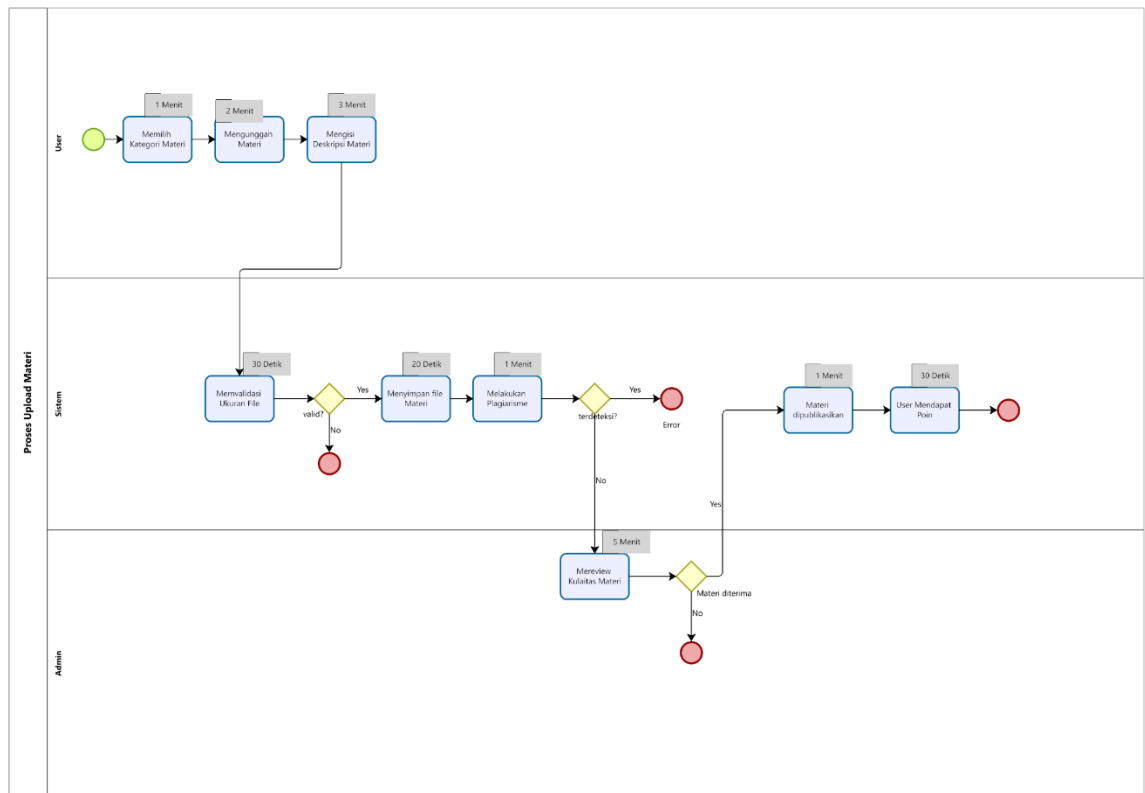 Proses Upload Materi
User
1 Menit
Memilih
Kategori Materi
2 Menit
Mengunggah
Materi
3 Menit
Mengisi
Deskripsi Materi
Sistem
30 Detik
Memvalidasi
Ukuran File
valid?
Yes
No
20 Detik
Menyimpan file
Materi
1 Menit
Melakukan
Plagiarisme
terdeteksi?
Yes
Error
No
1 Menit
Materi
dipublikasikan
30 Detik
User Mendapat
Poin
Admin
5 Menit
Mereview
Kulaitas Materi
Materi diterima
Yes
No